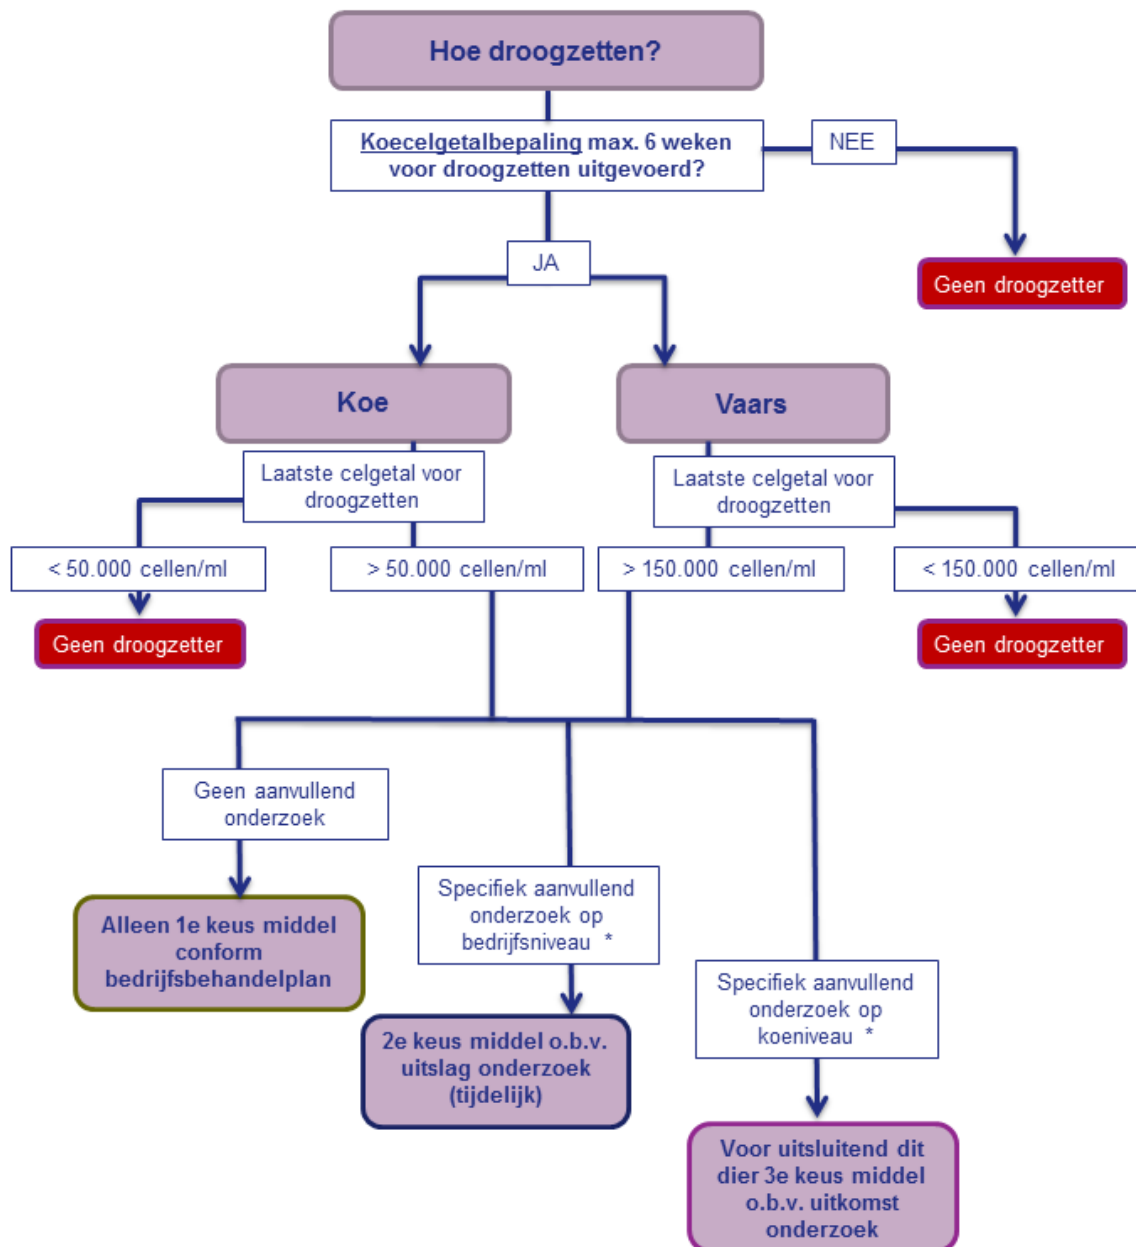 Hoe droogzetten?
Koecelgetalbepaling max. 6 weken
voor droogzetten uitgevoerd?
NEE
JA
Geen droogzetter
Koe
Vaars
Laatste celgetal voor
droogzetten
Laatste celgetal voor
droogzetten
< 50.000 cellen/ml
> 50.000 cellen/ml
> 150.000 cellen/ml
< 150.000 cellen/ml
Geen droogzetter
Geen droogzetter
Geen aanvullend
onderzoek
Alleen 1e keus middel
conform
bedrijfsbehandelplan
Specifiek aanvullend
onderzoek op
bedrijfsniveau *
2e keus middel o.b.v.
uitslag onderzoek
(tijdelijk)
Specifiek aanvullend
onderzoek op
koeniveau *
Voor uitsluitend dit
dier 3e keus middel
o.b.v. uitkomst
onderzoek